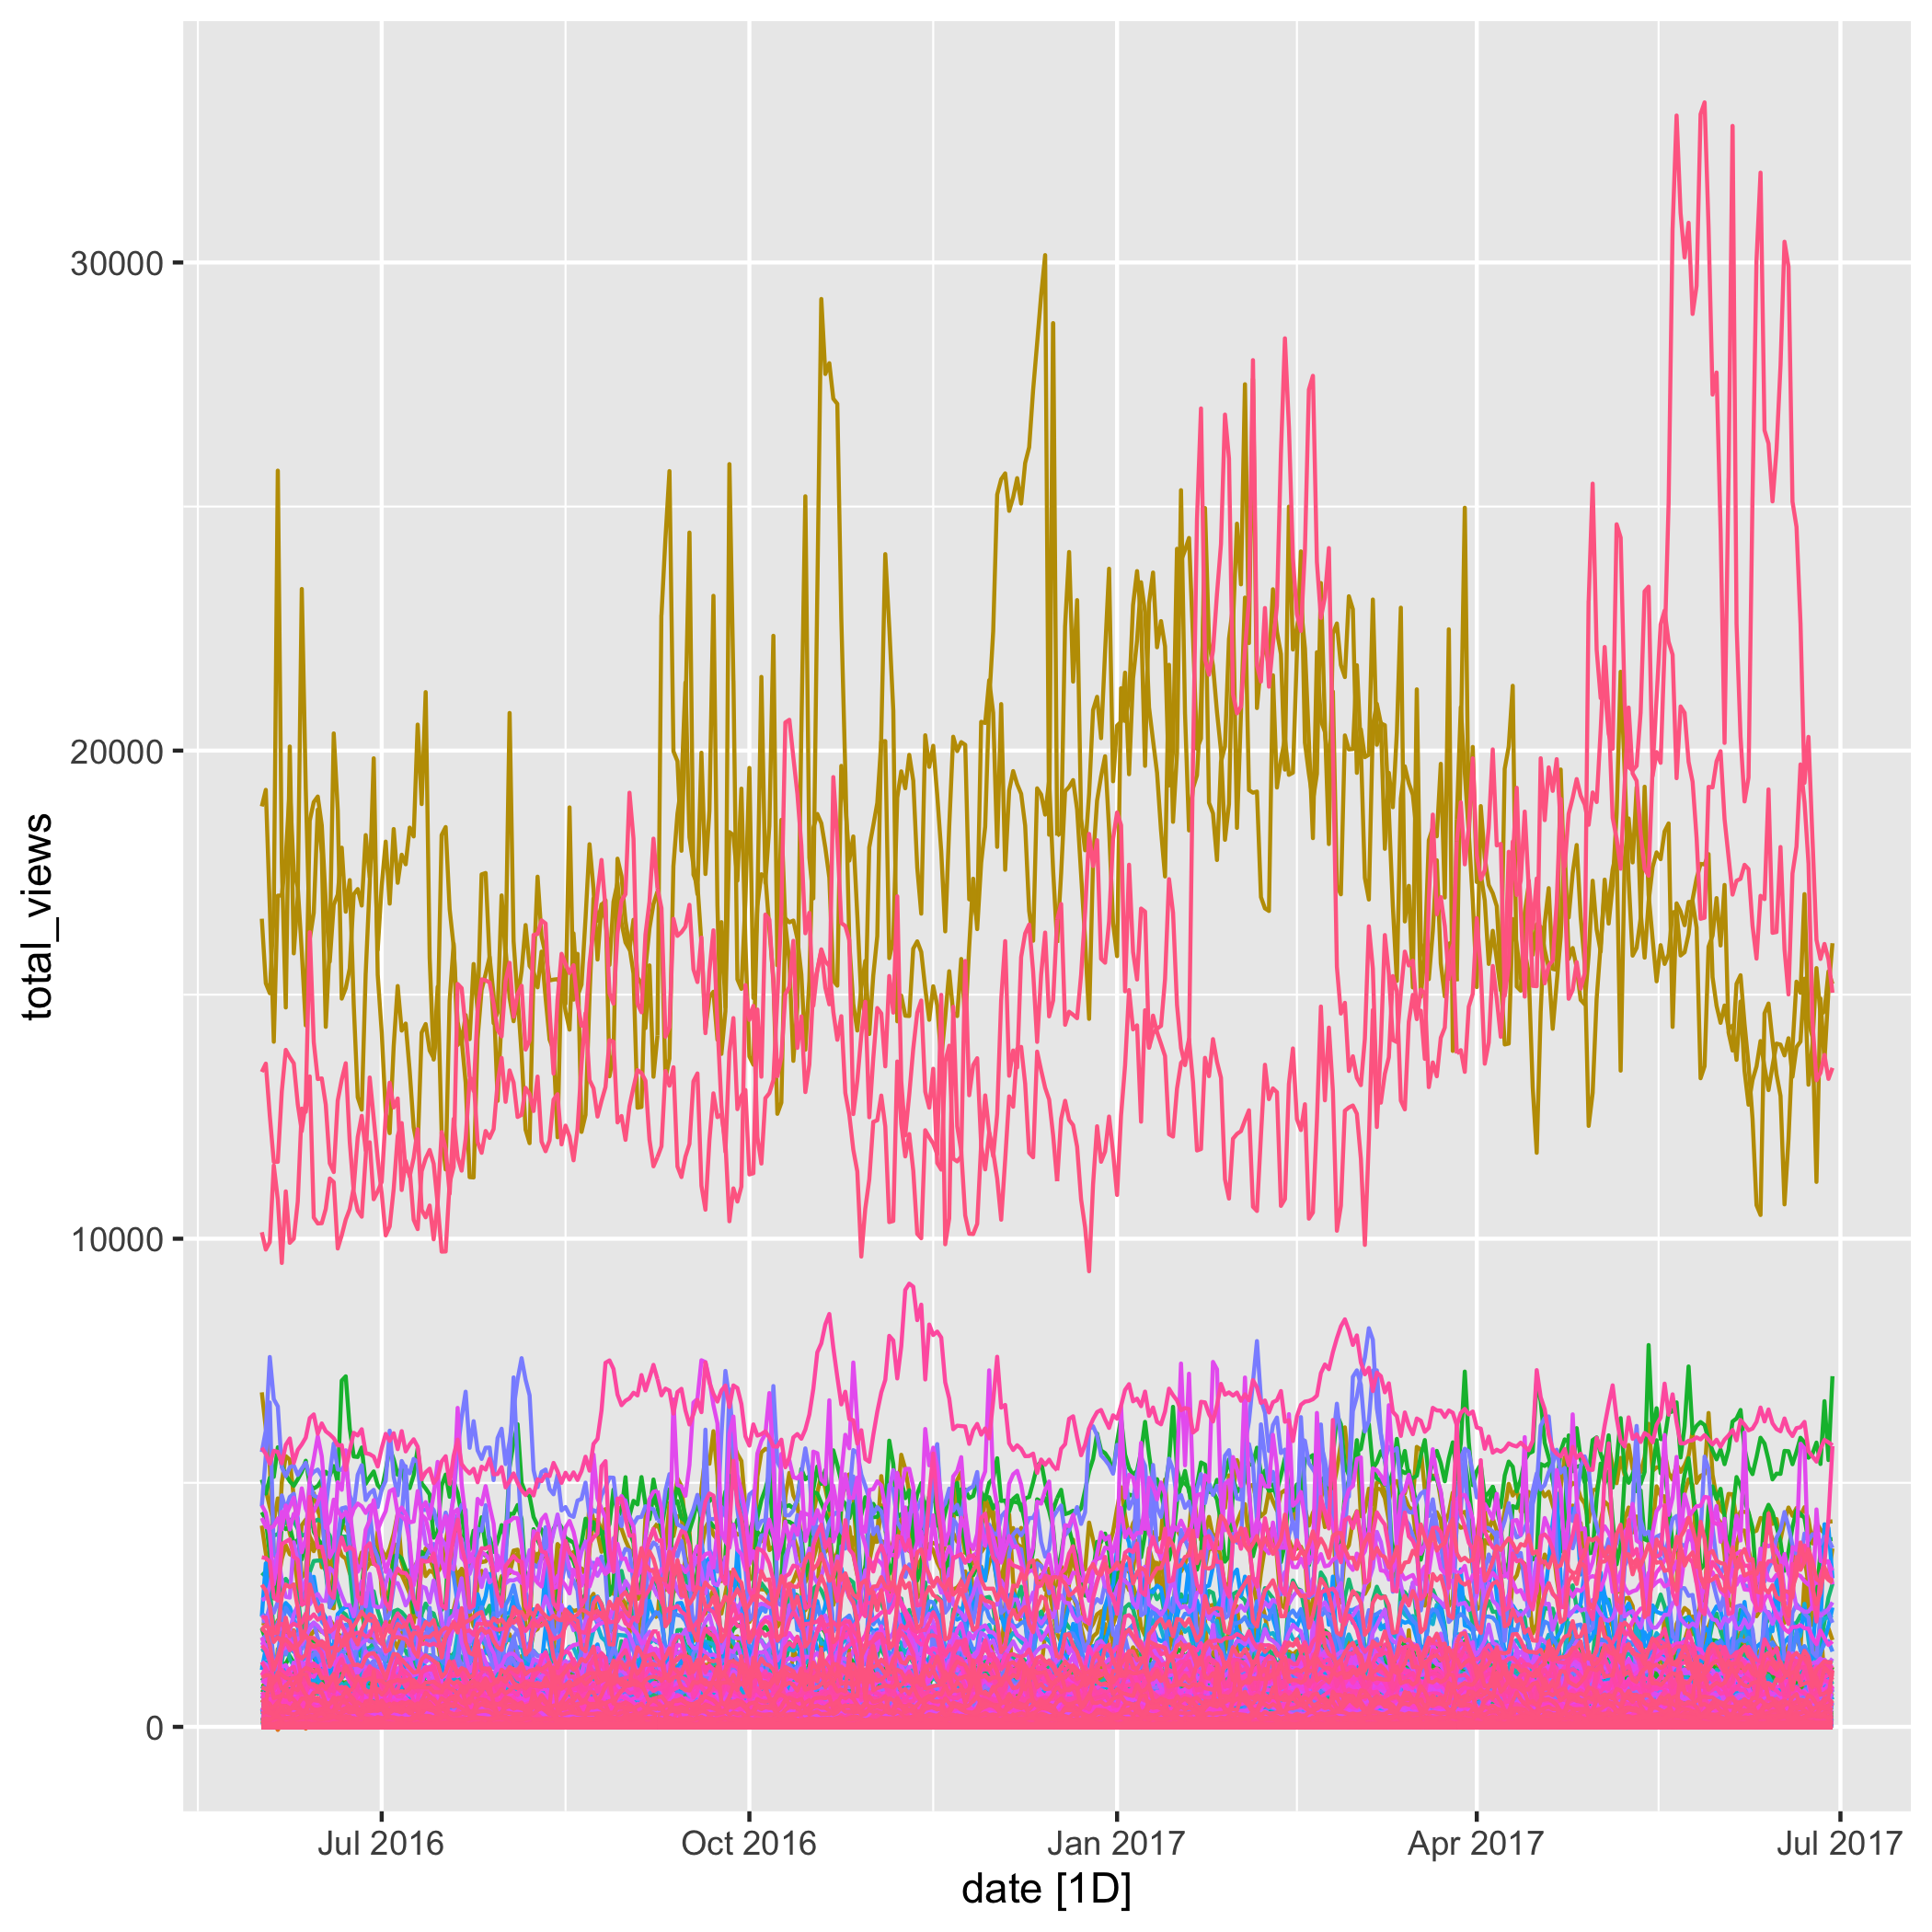 total_views
30000
20000
10000
0
Jul 2016
Oct 2016
Jan 2017
Apr 2017
Jul 2017
date [1D]